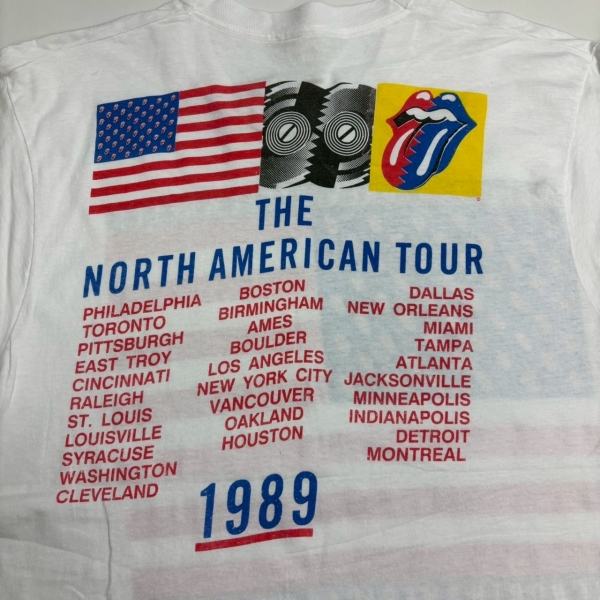 THE
NORTH AMERICAN TOUR
PHILADELPHIA
TORONTO
PITTSBURGH
EAST TROY
CINCINNATI
RALEIGH
ST. LOUIS
LOUISVILLE
SYRACUSE
WASHINGTON
CLEVELAND
BOSTON
BIRMINGHAM
AMES
BOULDER
LOS ANGELES
NEW YORK CITY
VANCOUVER
OAKLAND
HOUSTON
DALLAS
NEW ORLEANS
MIAMI
TAMPA
ATLANTA
JACKSONVILLE
MINNEAPOLIS
INDIANAPOLIS
DETROIT
MONTREAL
1989